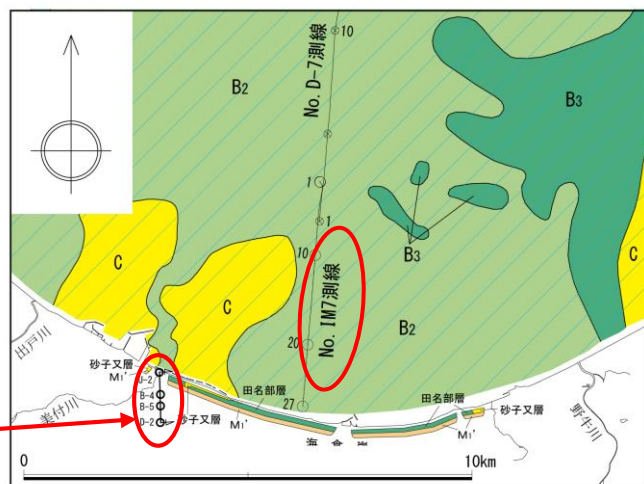 10
No. D-7測線
B2
B3
1
1
10
B3
C
C
C
No. IM7測線
B2
20
27
出戸川
砂子又層
M1'
J-2
B-4
B-5
D-2
砂子又層
美付川
田名部層
M1'
田名部層
M1'
砂子又層
野牛川
0
10km